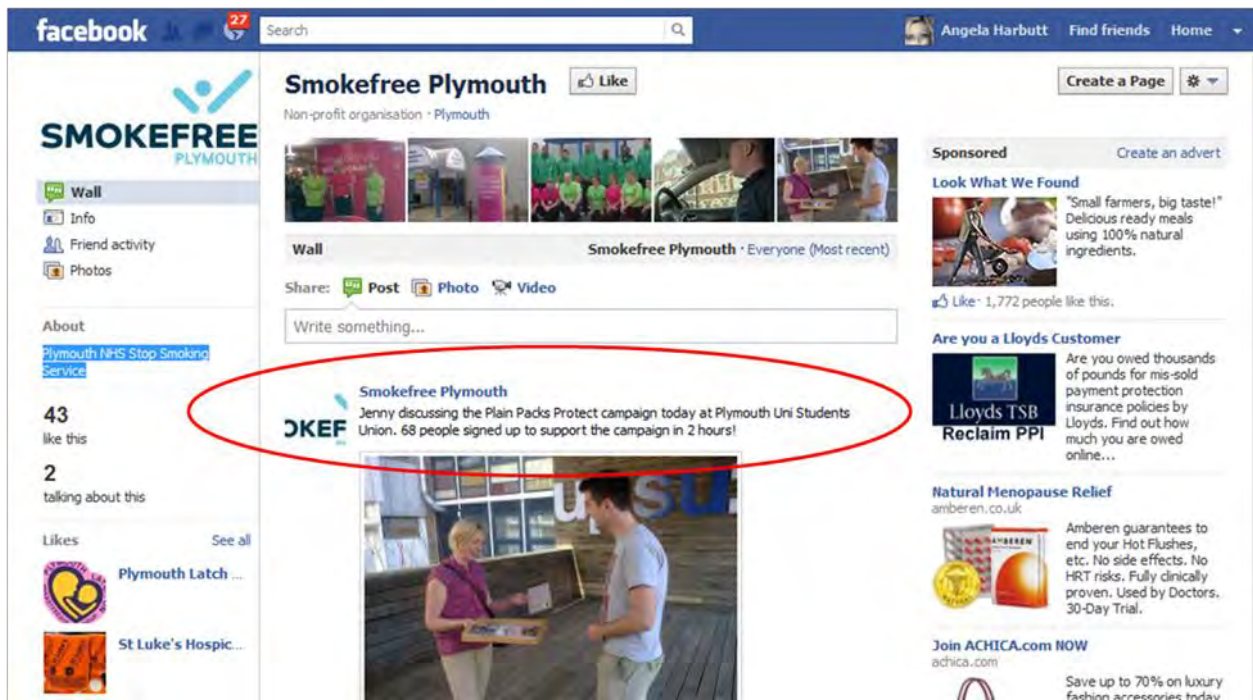 facebook
27
Search
Angela Harbutt Find friends Home
SMOKEFREE
PLYMOUTH
Wall
Info
Friend activity
Photos
About
Plymouth NHS Stop Smoking
Service
43
like this
2
talking about this
Likes See all
Plymouth Latch ...
St Luke's Hospic...
Smokefree Plymouth
Like
Non-profit organisation · Plymouth
Wall Smokefree Plymouth · Everyone (Most recent)
Share: Post Photo Video
Write something...
OKEF
Smokefree Plymouth
Jenny discussing the Plain Packs Protect campaign today at Plymouth Uni Students
Union. 68 people signed up to support the campaign in 2 hours!
Create a Page
Sponsored Create an advert
Look What We Found
"Small farmers, big taste!"
Delicious ready meals
using 100% natural
ingredients.
Like · 1,772 people like this.
Are you a Lloyds Customer
Lloyds TSB
Reclaim PPI
Are you owed thousands
of pounds for mis-sold
payment protection
insurance policies by
Lloyds. Find out how
much you are owed
online...
Natural Menopause Relief
amberen.co.uk
AMBEREN
Amberen guarantees to
end your Hot Flushes,
etc. No side effects. No
HRT risks. Fully clinically
proven. Used by Doctors.
30-Day Trial.
Join ACHICA.com NOW
achica.com
Save up to 70% on luxury
fashion accessories today